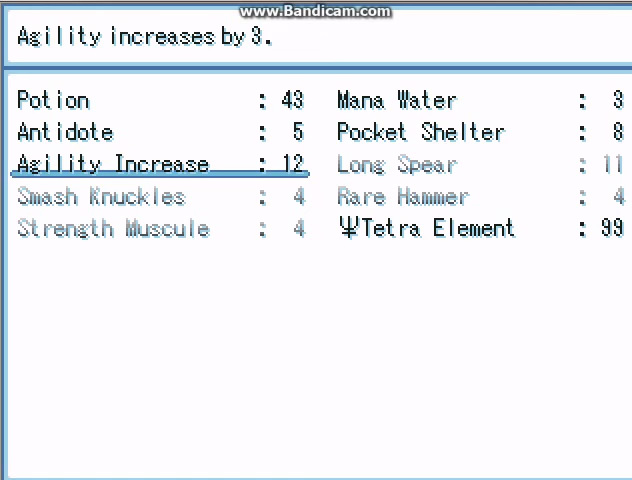 www.Bandicam.com
Agility increases by 3.
Potion : 43 Mana Water : 3
Antidote : 5 Pocket Shelter : 8
Agility Increase : 12 Long Spear : 11
Smash Knuckles : 4 Rare Hammer : 4
Strength Muscule : 4 ΨTetra Element : 99